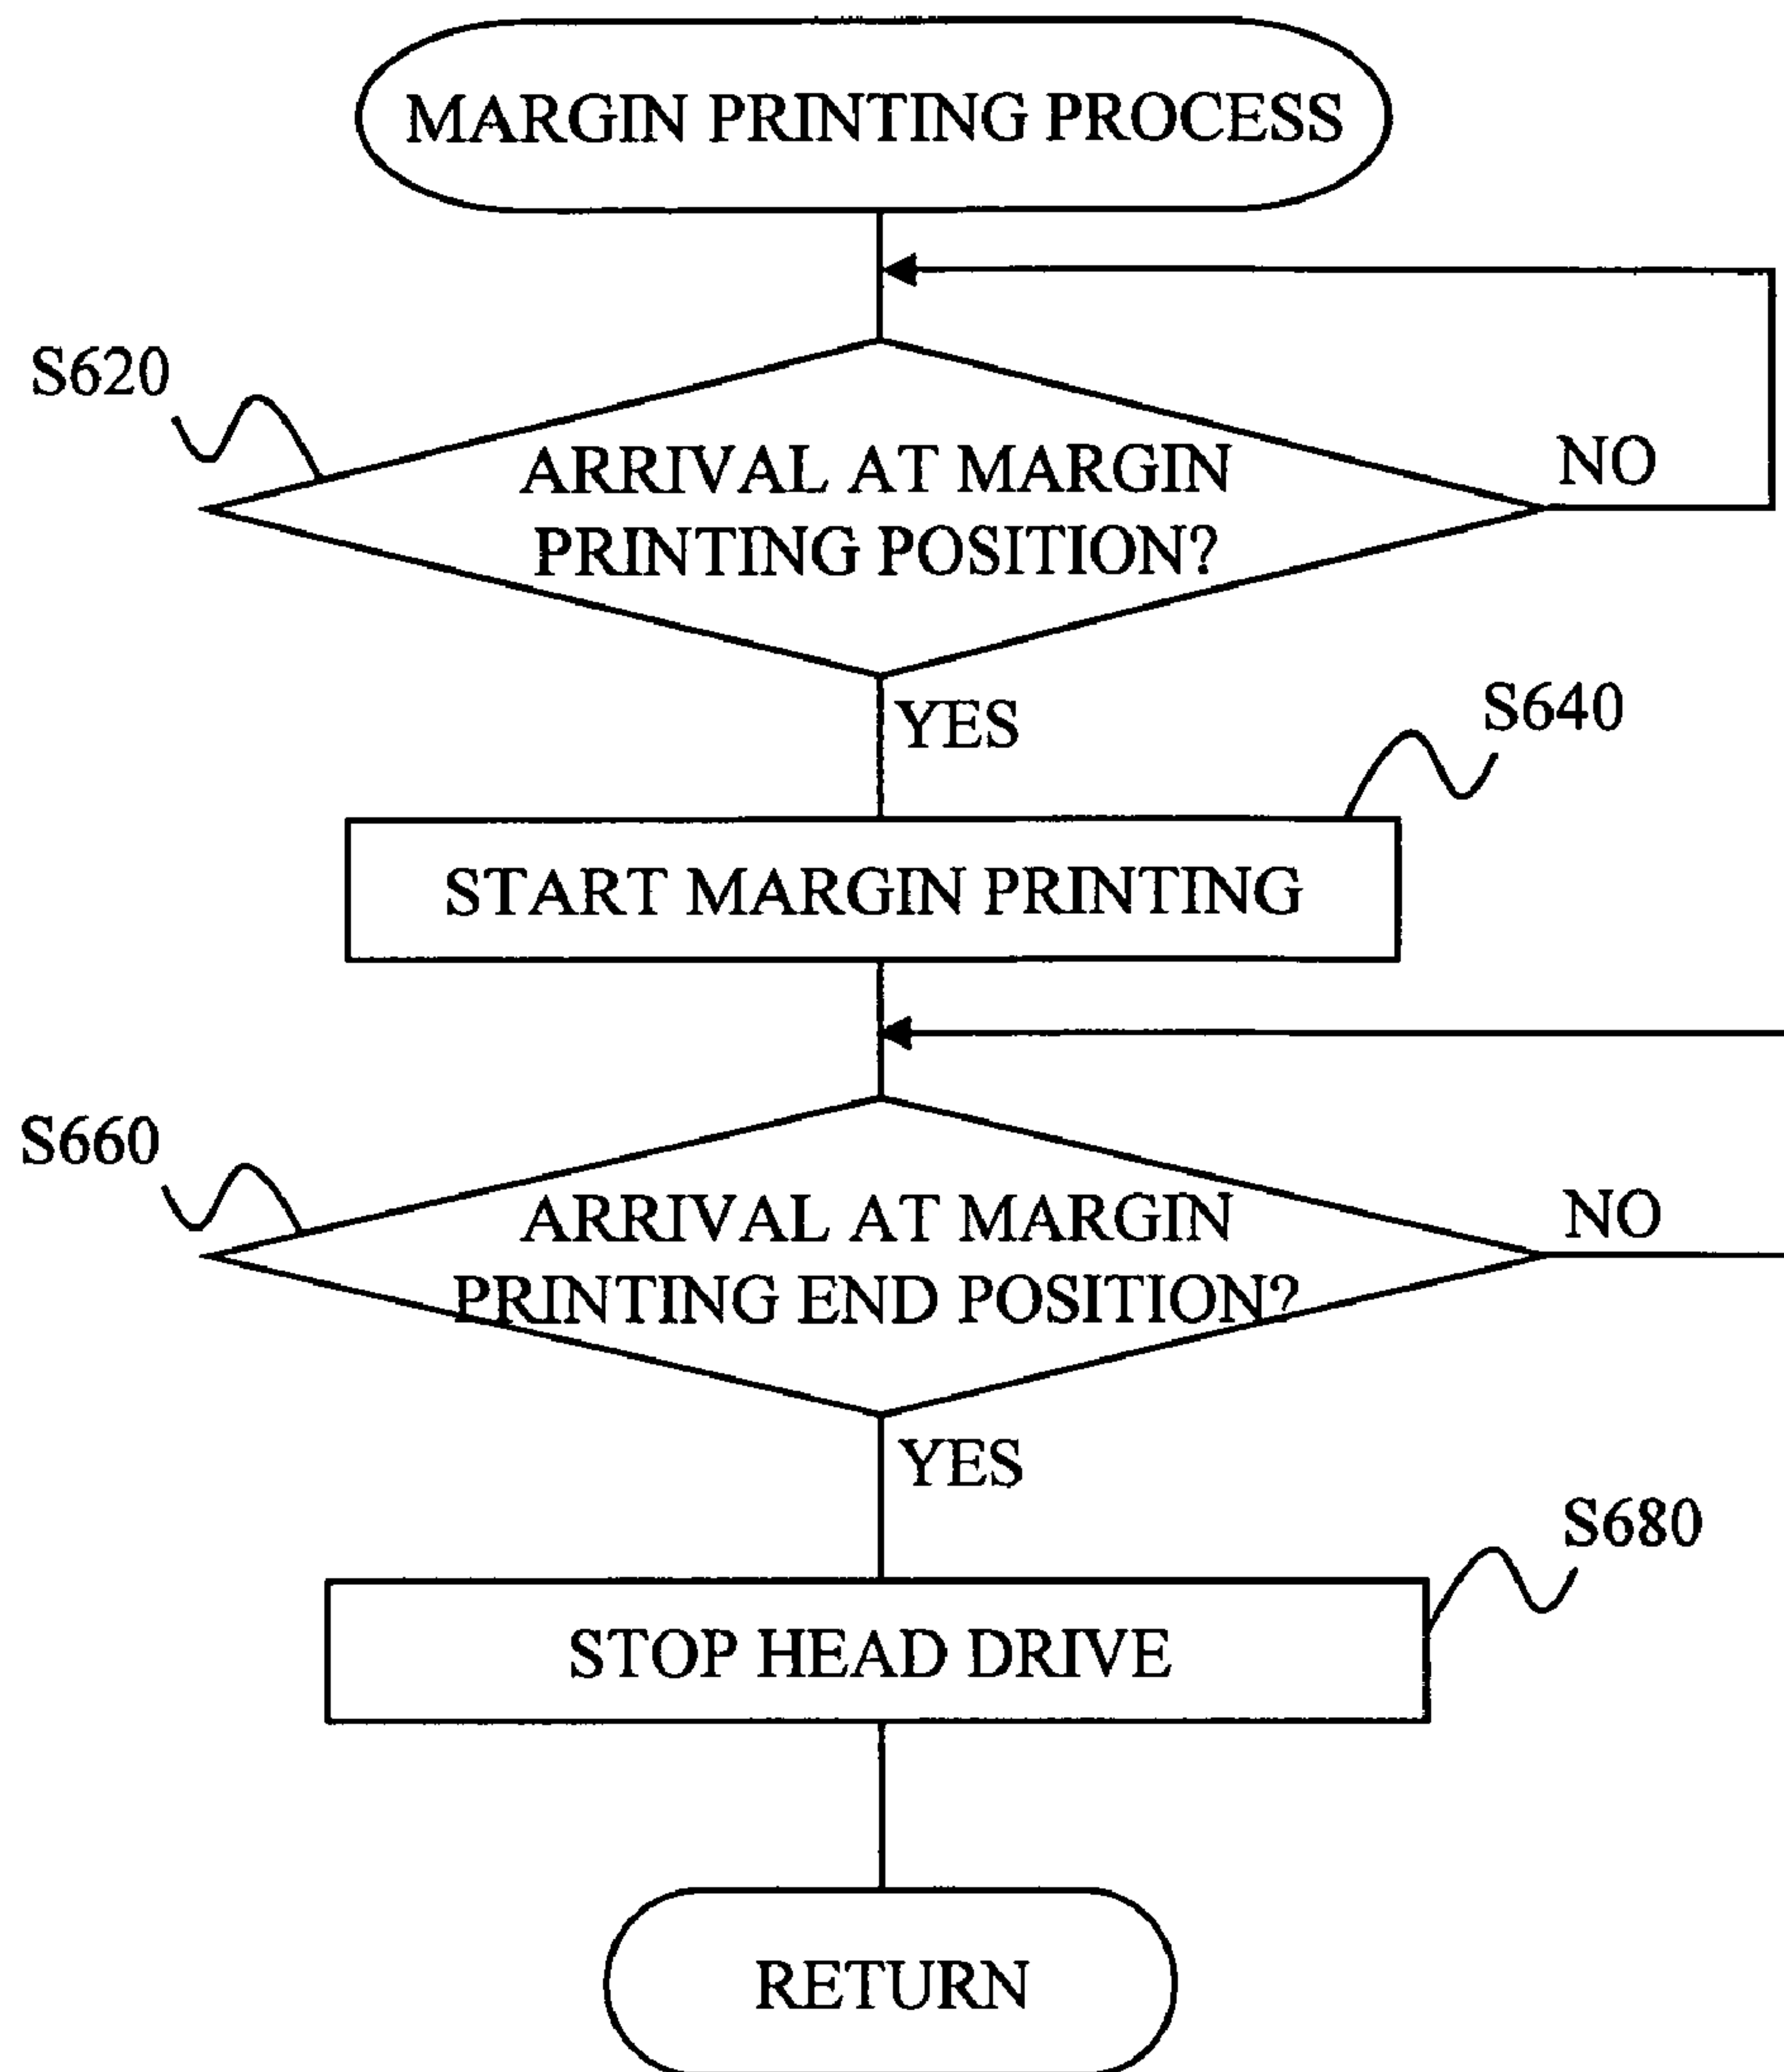 MARGIN PRINTING PROCESS
S620
ARRIVAL AT MARGIN
PRINTING POSITION?
NO
YES
S640
START MARGIN PRINTING
S660
ARRIVAL AT MARGIN
PRINTING END POSITION?
NO
YES
S680
STOP HEAD DRIVE
RETURN